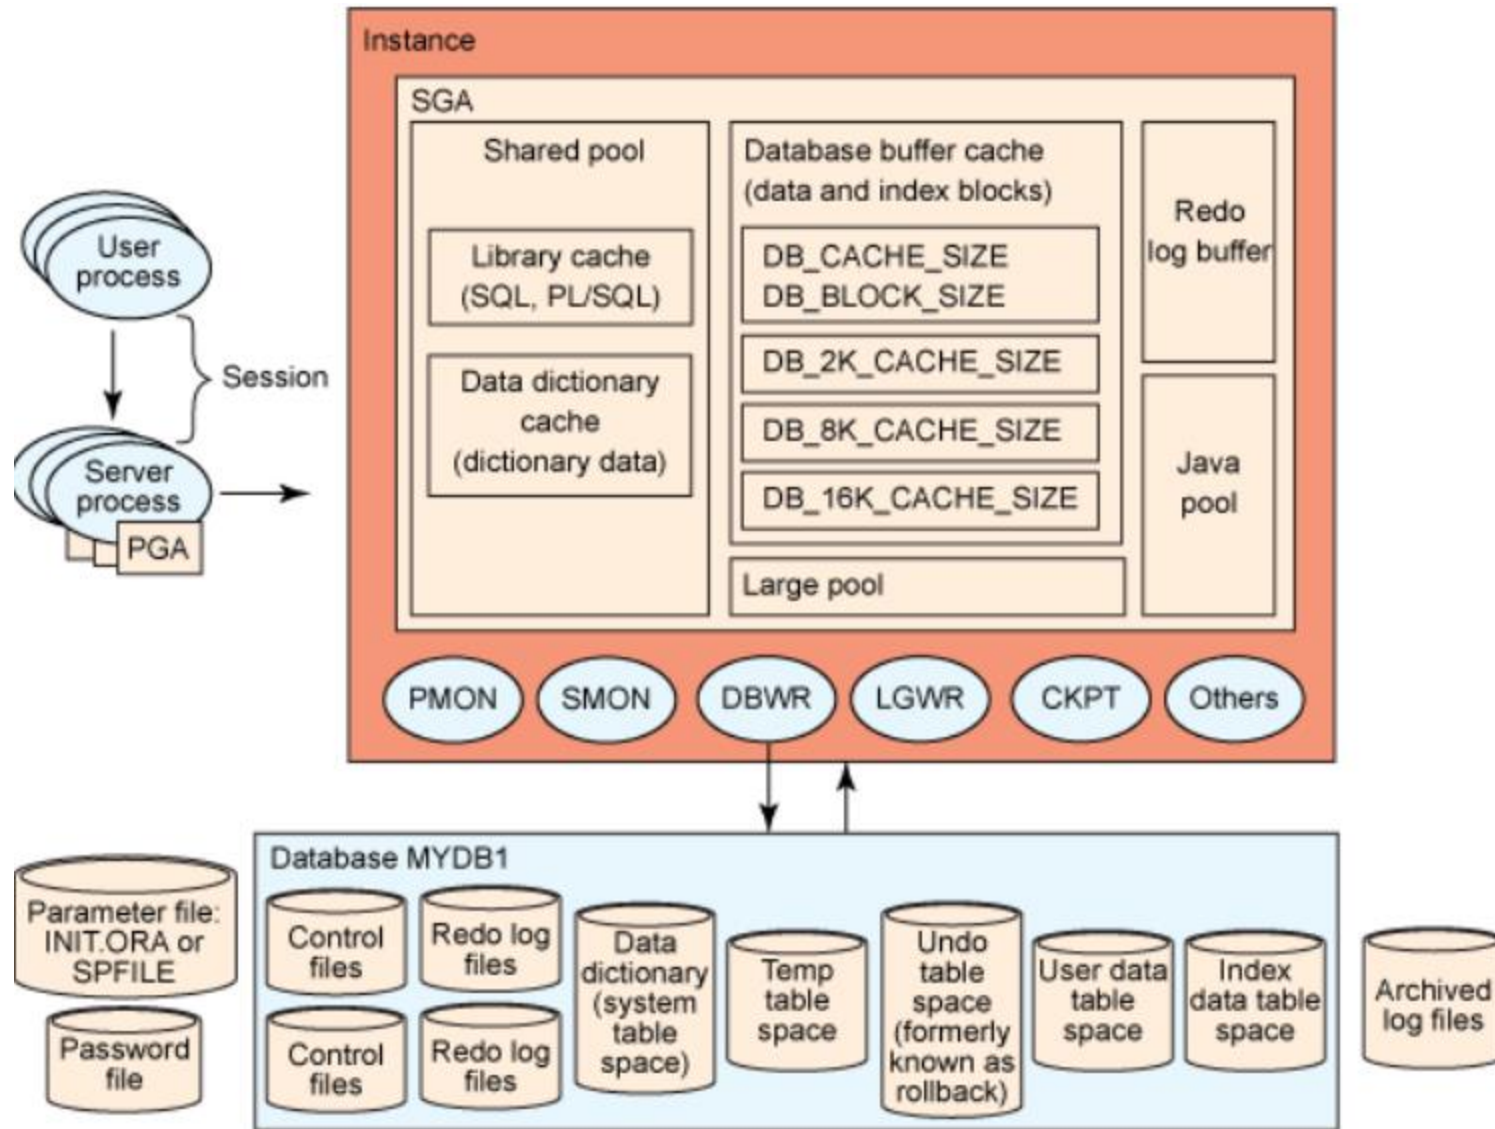 Instance
SGA
Shared pool
Library cache
(SQL, PL/SQL)
Data dictionary
cache
(dictionary data)
Database buffer cache
(data and index blocks)
DB_CACHE_SIZE
DB_BLOCK_SIZE
DB_2K_CACHE_SIZE
DB_8K_CACHE_SIZE
DB_16K_CACHE_SIZE
Large pool
Redo
log buffer
Java
pool
User
process
Session
Server
process
PGA
PMON
SMON
DBWR
LGWR
CKPT
Others
Database MYDB1
Parameter file:
INIT.ORA or
SPFILE
Password
file
Control
files
Control
files
Redo log
files
Redo log
files
Data
dictionary
(system
table
space)
Temp
table
space
Undo
table
space
(formerly
known as
rollback)
User data
table
space
Index
data table
space
Archived
log files